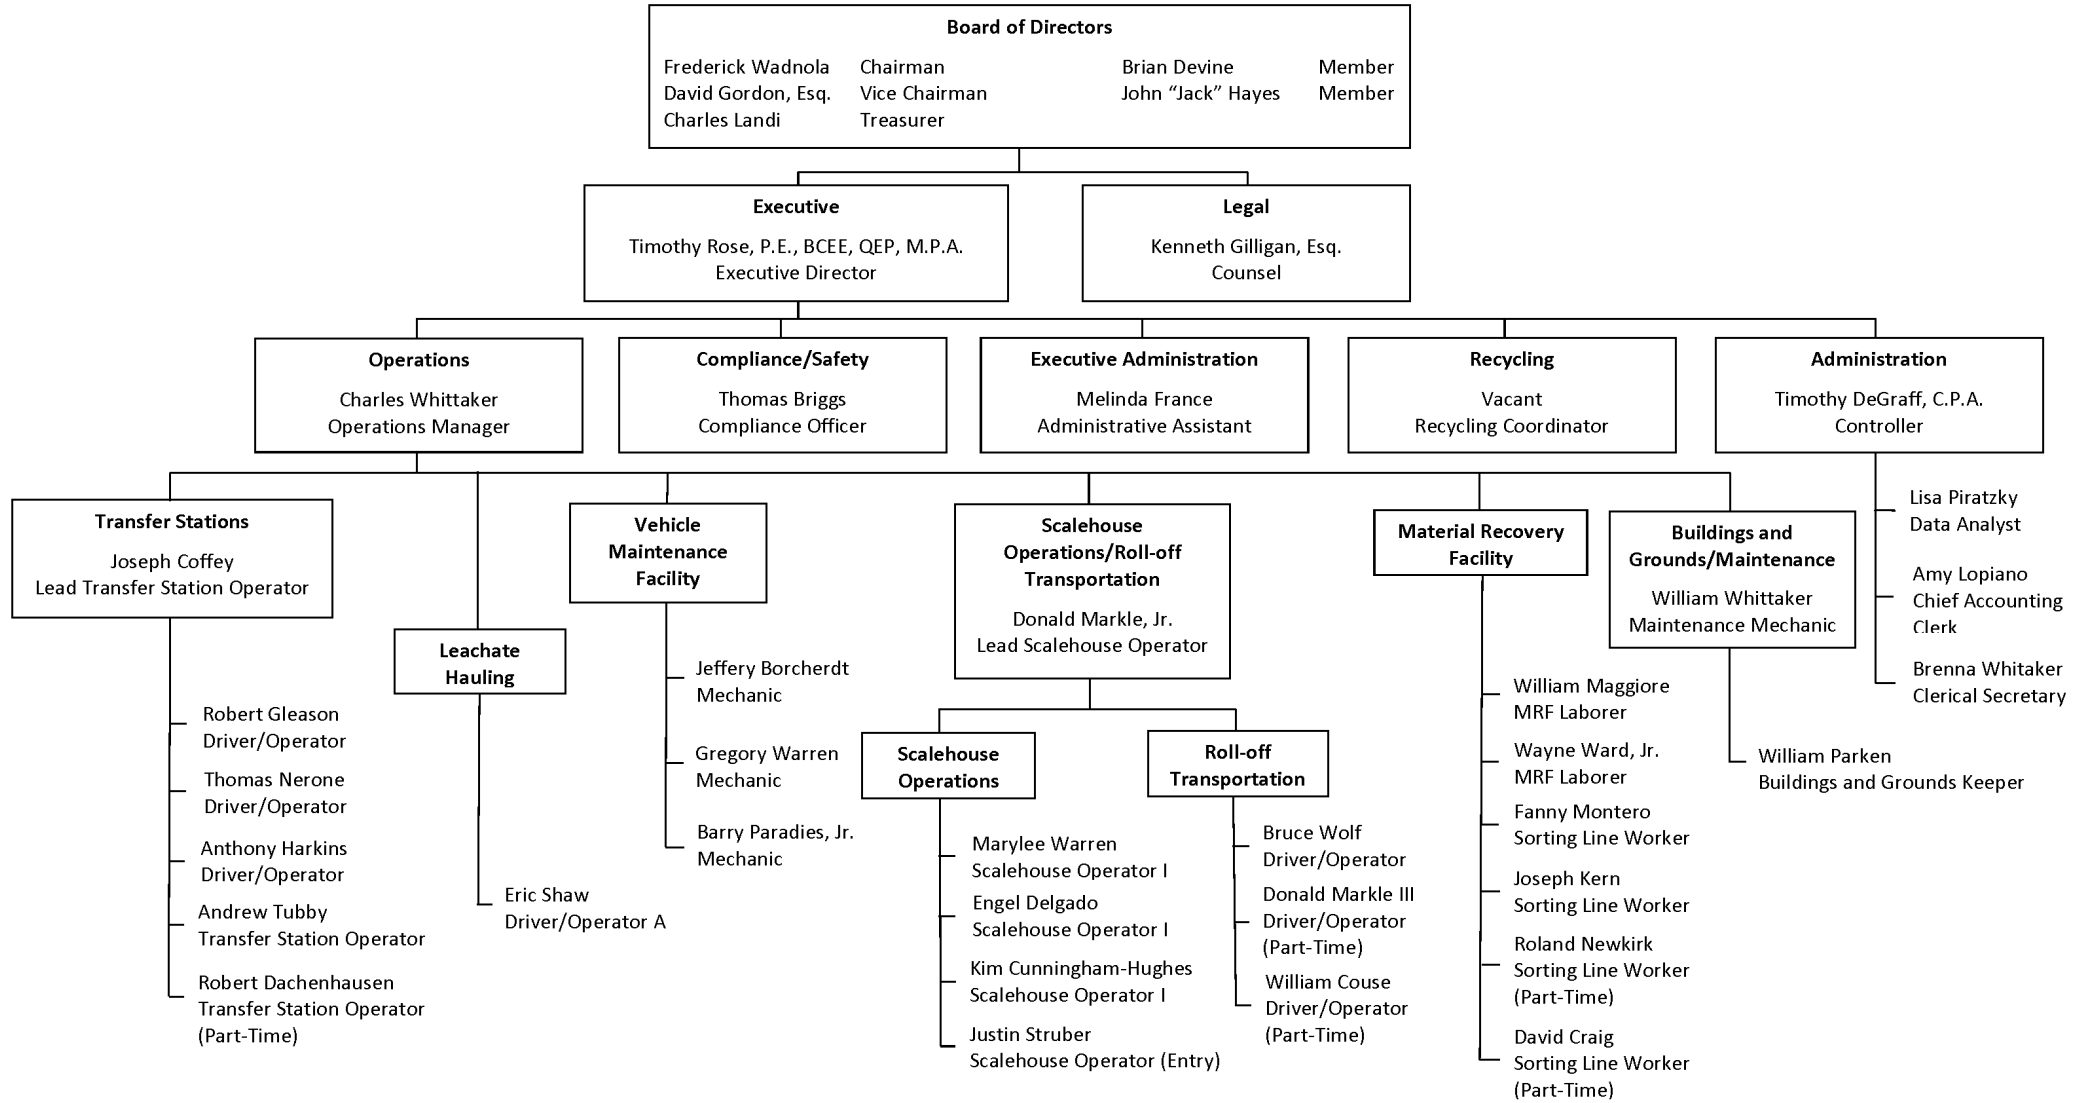 Board of Directors
Frederick Wadnola Chairman Brian Devine Member
David Gordon, Esq. Vice Chairman John “Jack” Hayes Member
Charles Landi Treasurer
Executive
Timothy Rose, P.E., BCEE, QEP, M.P.A.
Executive Director
Legal
Kenneth Gilligan, Esq.
Counsel
Operations
Charles Whittaker
Operations Manager
Compliance/Safety
Thomas Briggs
Compliance Officer
Executive Administration
Melinda France
Administrative Assistant
Recycling
Vacant
Recycling Coordinator
Administration
Timothy DeGraff, C.P.A.
Controller
Transfer Stations
Joseph Coffey
Lead Transfer Station Operator
Robert Gleason
Driver/Operator
Thomas Nerone
Driver/Operator
Anthony Harkins
Driver/Operator
Andrew Tubby
Transfer Station Operator
Robert Dachenhausen
Transfer Station Operator
(Part-Time)
Leachate
Hauling
Eric Shaw
Driver/Operator A
Vehicle
Maintenance
Facility
Jeffery Borcherdt
Mechanic
Gregory Warren
Mechanic
Barry Paradies, Jr.
Mechanic
Scalehouse
Operations/Roll-off
Transportation
Donald Markle, Jr.
Lead Scalehouse Operator
Scalehouse
Operations
Marylee Warren
Scalehouse Operator I
Engel Delgado
Scalehouse Operator I
Kim Cunningham-Hughes
Scalehouse Operator I
Justin Struber
Scalehouse Operator (Entry)
Roll-off
Transportation
Bruce Wolf
Driver/Operator
Donald Markle III
Driver/Operator
(Part-Time)
William Couse
Driver/Operator
(Part-Time)
Material Recovery
Facility
William Maggiore
MRF Laborer
Wayne Ward, Jr.
MRF Laborer
Fanny Montero
Sorting Line Worker
Joseph Kern
Sorting Line Worker
Roland Newkirk
Sorting Line Worker
(Part-Time)
David Craig
Sorting Line Worker
(Part-Time)
Buildings and
Grounds/Maintenance
William Whittaker
Maintenance Mechanic
William Parken
Buildings and Grounds Keeper
Lisa Piratzky
Data Analyst
Amy Lopiano
Chief Accounting
Clerk
Brenna Whitaker
Clerical Secretary